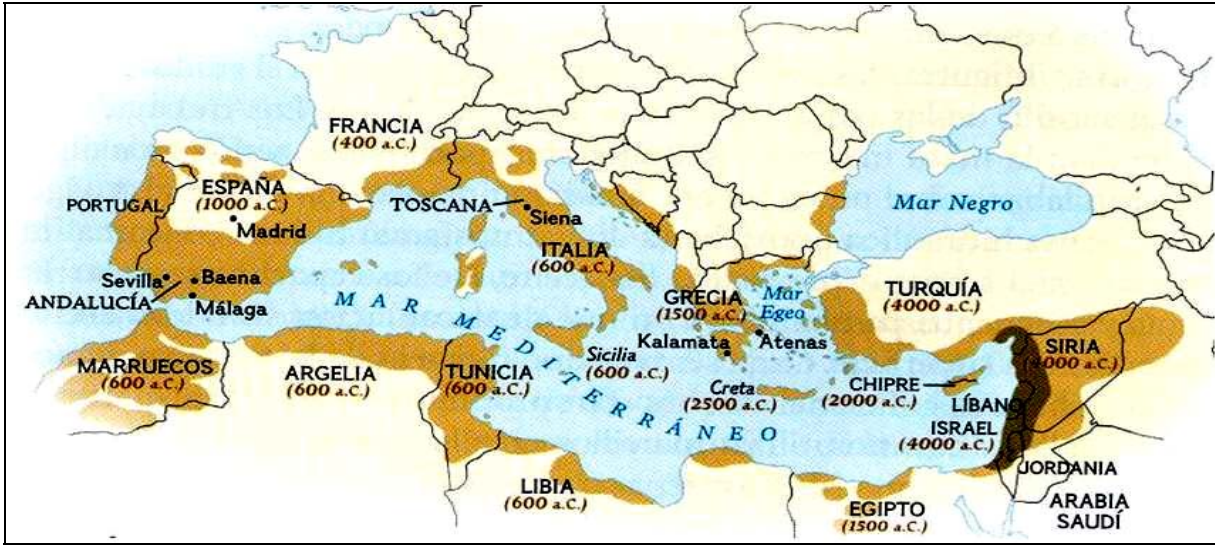 FRANCIA
(400 a.C.)
ESPAÑA
(1000 a.C.)
PORTUGAL
Madrid
TOSCANA
Siena
ITALIA
(600 a.C.)
Mar Negro
Sevilla
Baena
ANDALUCÍA
Málaga
MAR MEDITERRÁNEO
GRECIA
(1500 a.C.)
Mar
Egeo
TURQUÍA
(4000 a.C.)
Kalamata
Atenas
MARRUECOS
(600 a.C.)
ARGELIA
(600 a.C.)
TUNICIA
(600 a.C.)
Sicilia
(600 a.C.)
Creta
(2500 a.C.)
CHIPRE
(2000 a.C.)
SIRIA
(4000 a.C.)
LÍBANO
ISRAEL
(4000 a.C.)
JORDANIA
LIBIA
(600 a.C.)
EGIPTO
(1500 a.C.)
ARABIA
SAUDÍ